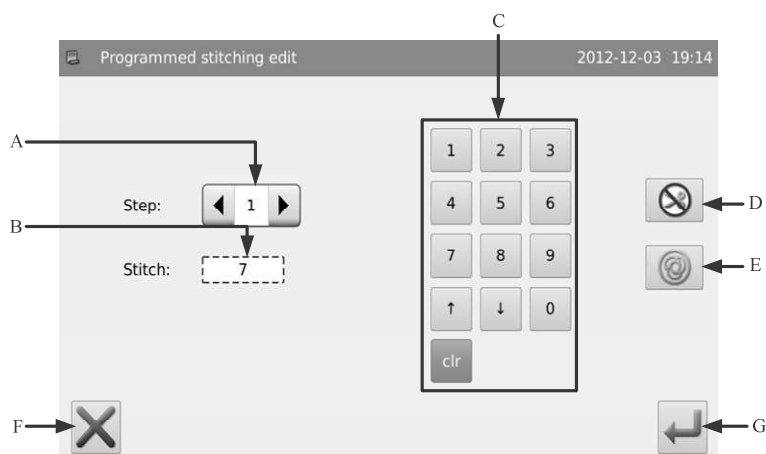 C
Programmed stitching edit 2012-12-03 19:14
A
1 2 3
Step: 1
4 5 6
D
B
Stitch: 7
7 8 9
E
↑ ↓ 0
clr
F
G